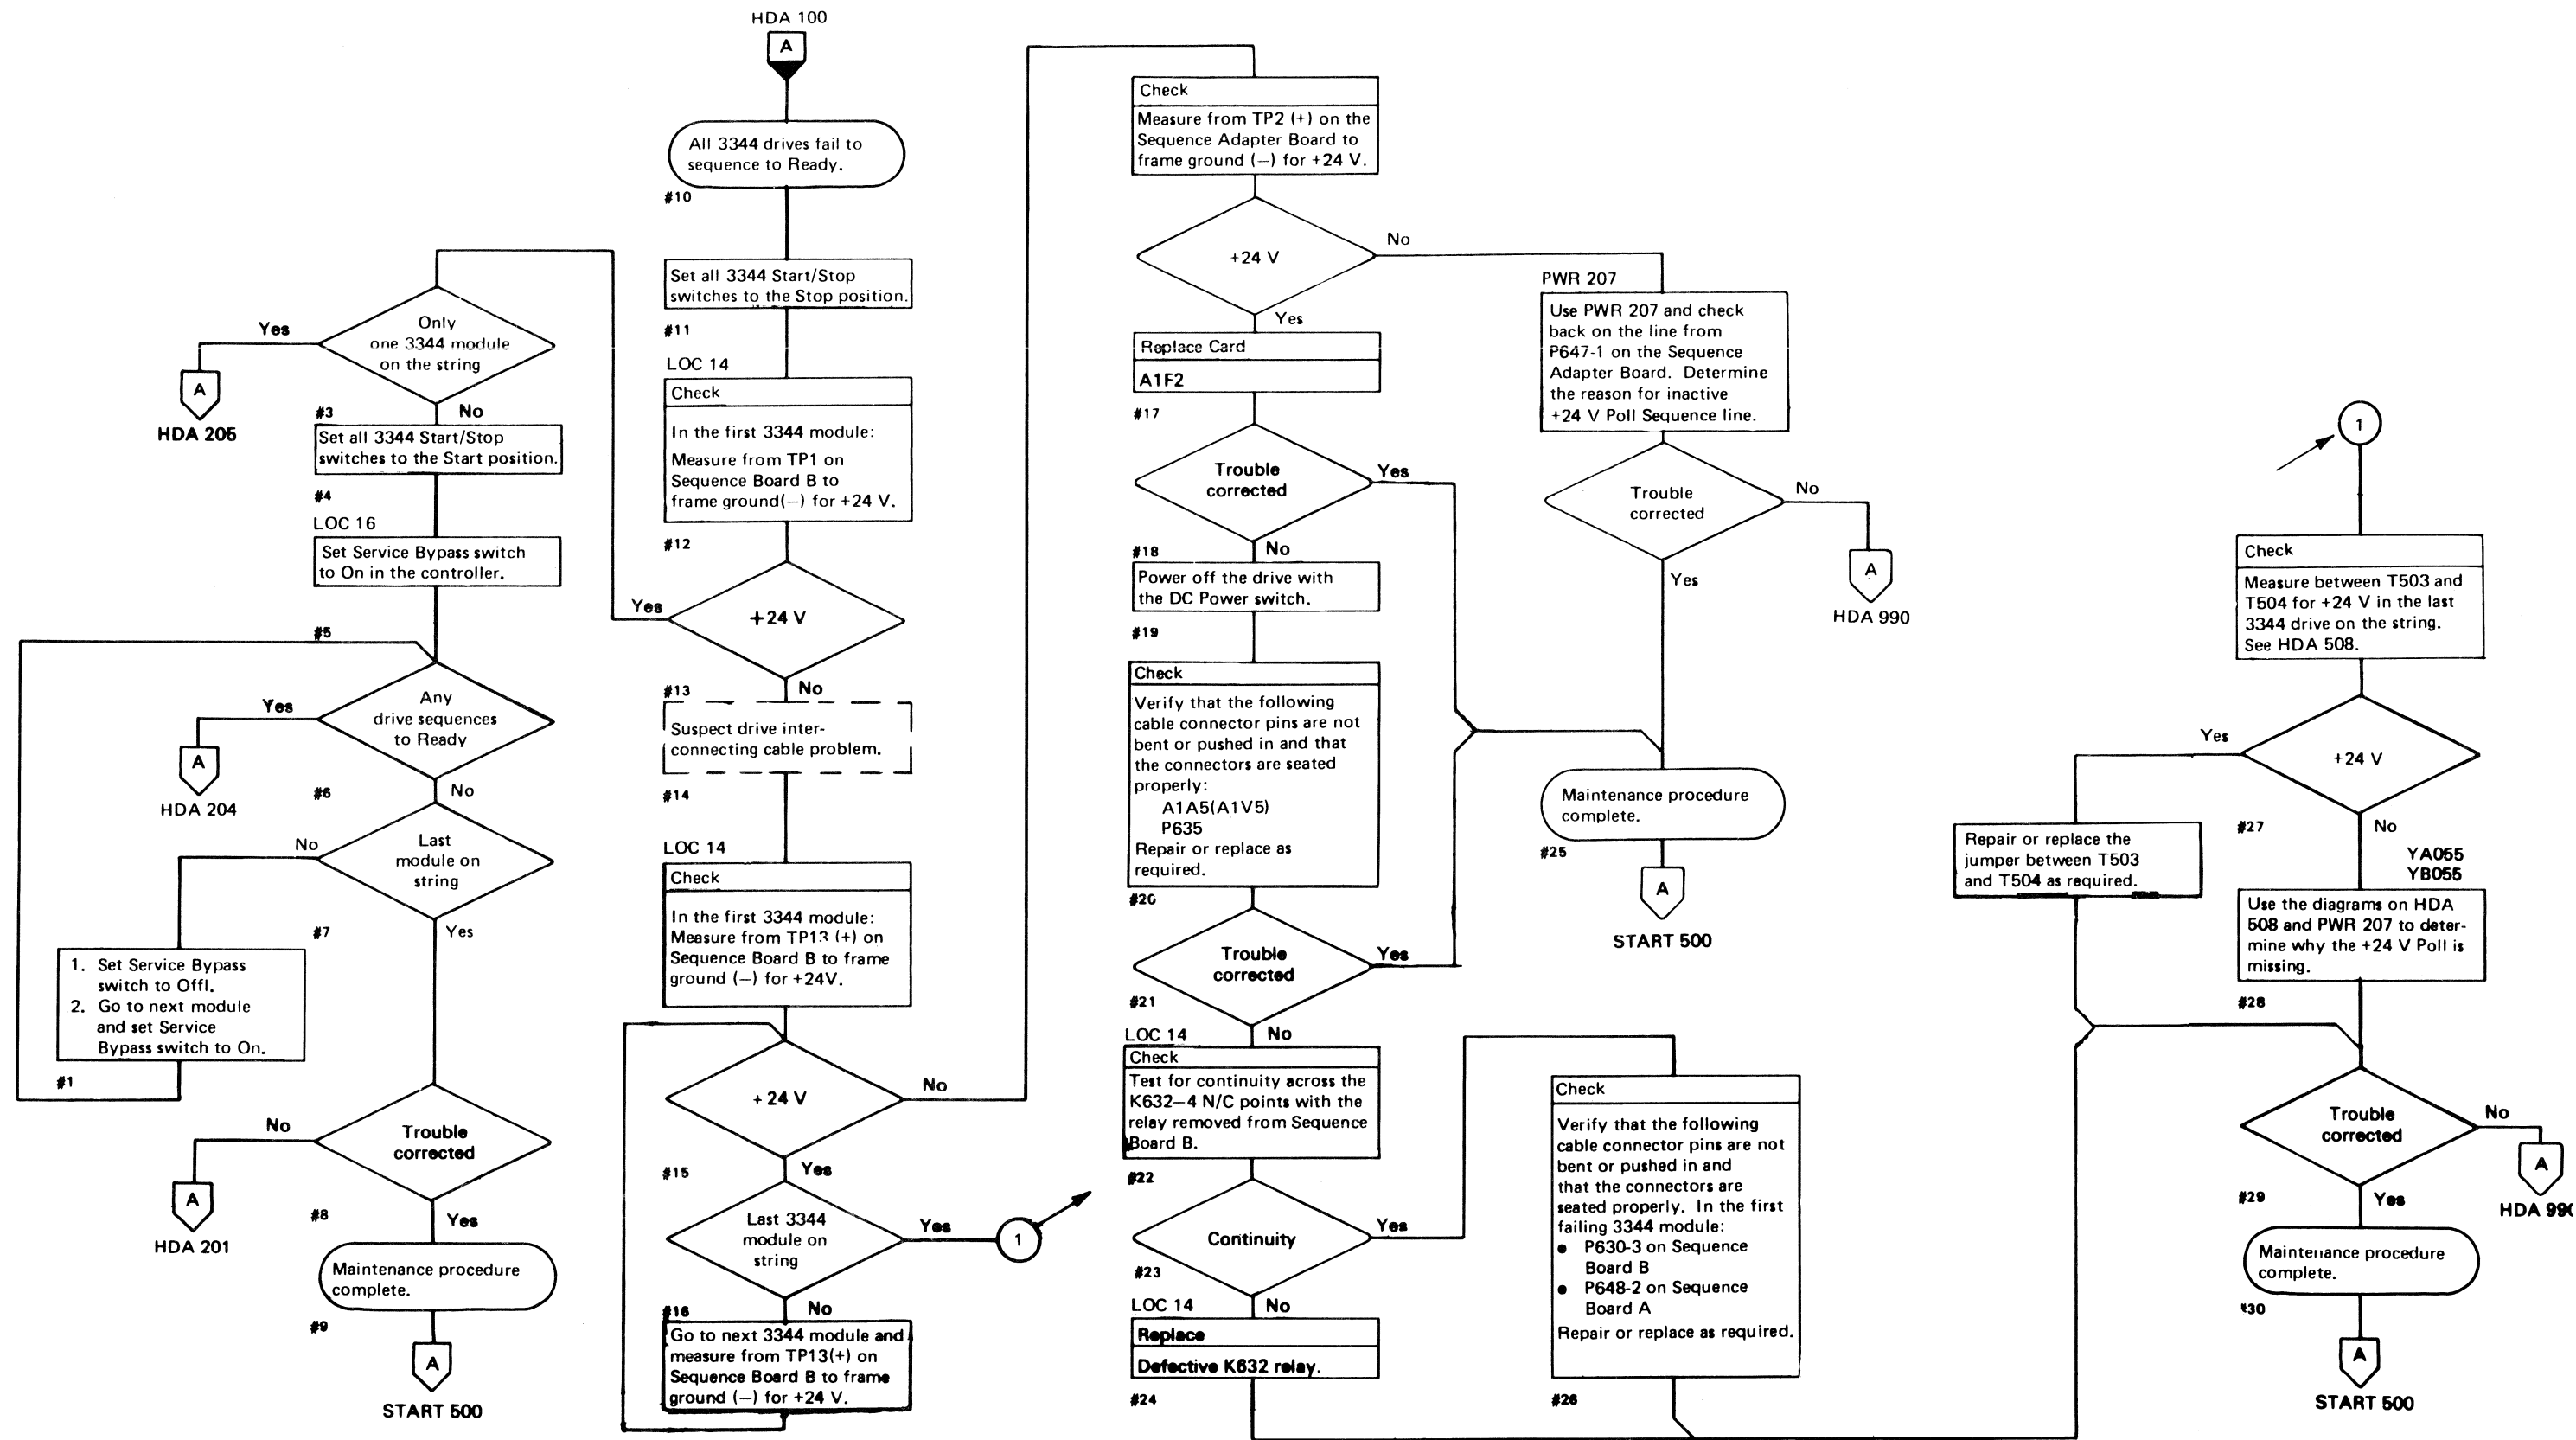 HDA 100
A
All 3344 drives fail to
sequence to Ready.
#10
Set all 3344 Start/Stop
switches to the Stop position.
#11
LOC 14
Check
In the first 3344 module:
Measure from TP1 on
Sequence Board B to
frame ground(—) for +24 V.
#12
+24 V
Yes
No
Only
one 3344 module
on the string
Yes
A
HDA 205
#3
No
Set all 3344 Start/Stop
switches to the Start position.
#4
LOC 16
Set Service Bypass switch
to On in the controller.
#5
Any
drive sequences
to Ready
Yes
A
HDA 204
#6
No
Last
module on
string
No
#7
Yes
1. Set Service Bypass
switch to Offl.
2. Go to next module
and set Service
Bypass switch to On.
#1
Trouble
corrected
No
A
HDA 201
#8
Yes
Maintenance procedure
complete.
#9
A
START 500
#13
Suspect drive inter-
connecting cable problem.
#14
LOC 14
Check
In the first 3344 module:
Measure from TP13 (+) on
Sequence Board B to frame
ground (—) for +24V.
+ 24 V
No
#15
Yes
Last 3344
module on
string
Yes
1
#16
No
Go to next 3344 module and
measure from TP13(+) on
Sequence Board B to frame
ground (—) for +24 V.
Check
Measure from TP2 (+) on the
Sequence Adapter Board to
frame ground (—) for +24 V.
+24 V
No
Yes
Replace Card
A1F2
#17
Trouble
corrected
Yes
#18
No
Power off the drive with
the DC Power switch.
#19
Check
Verify that the following
cable connector pins are not
bent or pushed in and that
the connectors are seated
properly:
A1A5(A1V5)
P635
Repair or replace as
required.
#20
Trouble
corrected
Yes
#21
LOC 14
No
Check
Test for continuity across the
K632—4 N/C points with the
relay removed from Sequence
Board B.
#22
Continuity
Yes
#23
LOC 14
No
Replace
Defective K632 relay.
#24
PWR 207
Use PWR 207 and check
back on the line from
P647-1 on the Sequence
Adapter Board. Determine
the reason for inactive
+24 V Poll Sequence line.
Trouble
corrected
No
A
HDA 990
Yes
Maintenance procedure
complete.
#25
A
START 500
Check
Verify that the following
cable connector pins are not
bent or pushed in and
that the connectors are
seated properly. In the first
failing 3344 module:
● P630-3 on Sequence
Board B
● P648-2 on Sequence
Board A
Repair or replace as required.
#26
1
Check
Measure between T503 and
T504 for +24 V in the last
3344 drive on the string.
See HDA 508.
+24 V
Yes
#27
No
Repair or replace the
jumper between T503
and T504 as required.
YA055
YB055
Use the diagrams on HDA
508 and PWR 207 to deter-
mine why the +24 V Poll is
missing.
#28
Trouble
corrected
No
A
HDA 990
#29
Yes
Maintenance procedure
complete.
#30
A
START 500